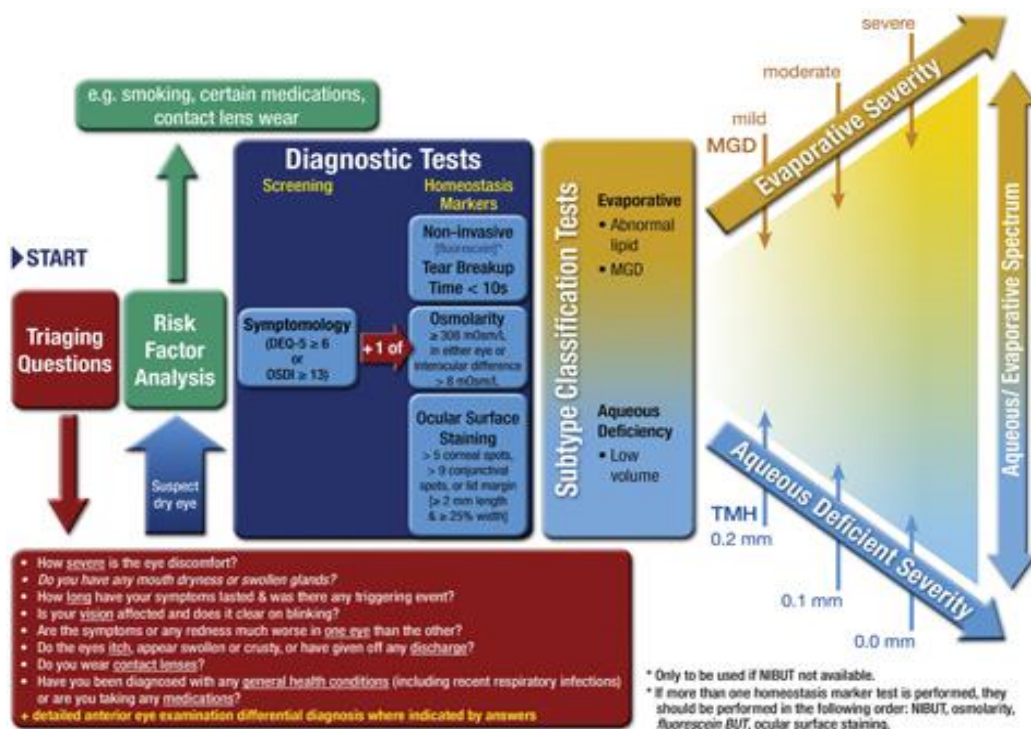 e.g. smoking, certain medications,
contact lens wear
START
Triaging
Questions
Risk
Factor
Analysis
Suspect
dry eye
Diagnostic Tests
Screening
Homeostasis
Markers
Symptomology
(DEQ-5 ≥ 6
or
OSDI ≥ 13)
+ 1 of
Non-invasive
[fluorescein]*
Tear Breakup
Time < 10s
Osmolarity
≥ 308 mOsm/L
in either eye or
interocular difference
> 8 mOsm/L
Ocular Surface
Staining
> 5 corneal spots,
> 9 conjunctival
spots, or lid margin
[≥ 2 mm length
& ≥ 25% width]
Subtype Classification Tests
Evaporative
• Abnormal
lipid
• MGD
Aqueous
Deficiency
• Low
volume
severe
moderate
mild
MGD
Evaporative Severity
Aqueous/ Evaporative Spectrum
Aqueous Deficient Severity
TMH
0.2 mm
0.1 mm
0.0 mm
• How severe is the eye discomfort?
• Do you have any mouth dryness or swollen glands?
• How long have your symptoms lasted & was there any triggering event?
• Is your vision affected and does it clear on blinking?
• Are the symptoms or any redness much worse in one eye than the other?
• Do the eyes itch, appear swollen or crusty, or have given off any discharge?
• Do you wear contact lenses?
• Have you been diagnosed with any general health conditions (including recent respiratory infections)
or are you taking any medications?
+ detailed anterior eye examination differential diagnosis where indicated by answers
* Only to be used if NIBUT not available.
* If more than one homeostasis marker test is performed, they
should be performed in the following order: NIBUT, osmolarity,
fluorescein BUT, ocular surface staining.